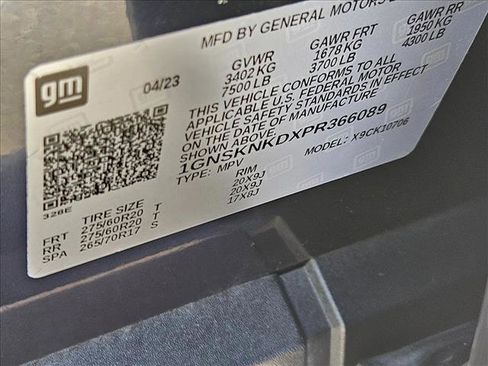 MFD BY GENERAL MOTORS
gm 04/23
GVWR GAWR FRT GAWR RR
3402 KG 1678 KG 1950 KG
7500 LB 3700 LB 4300 LB
THIS VEHICLE CONFORMS TO ALL
APPLICABLE U.S. FEDERAL MOTOR
VEHICLE SAFETY STANDARDS IN EFFECT
ON THE DATE OF MANUFACTURE
SHOWN ABOVE.
1GNSKNKDXPR366089
TYPE: MPV MODEL: X9CK10706
328E
TIRE SIZE RIM
FRT 275/60R20 T 20X9J
RR 275/60R20 T 20X9J
SPA 265/70R17 S 17X8J